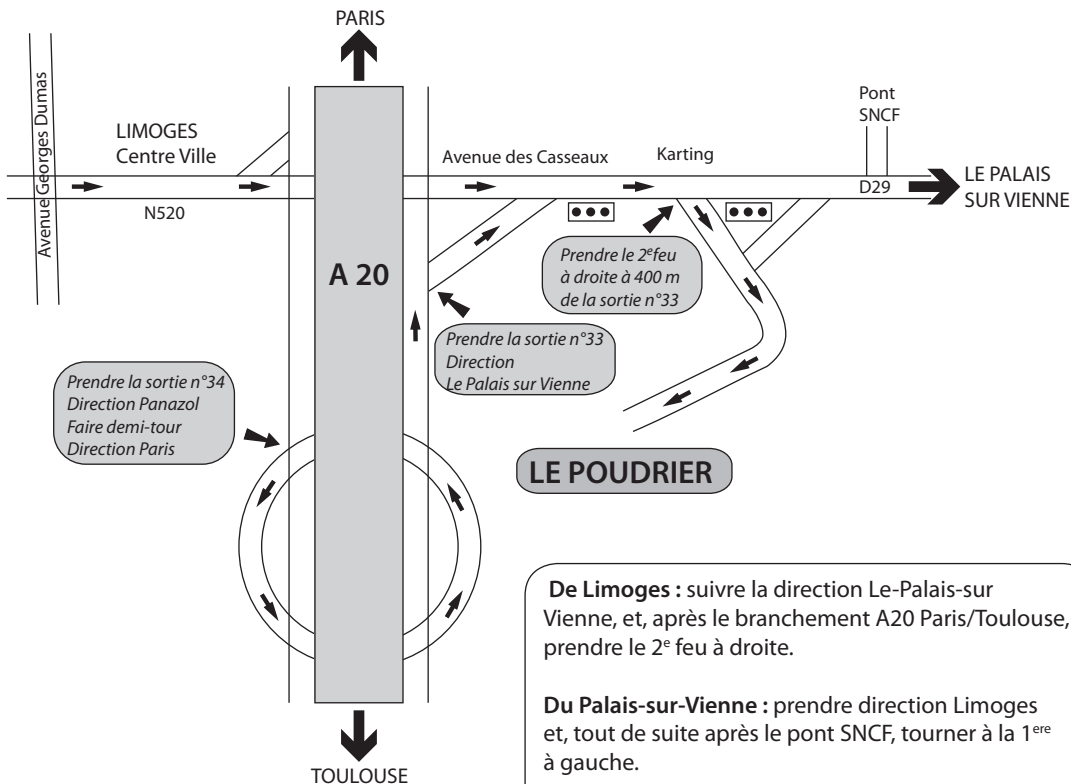 PARIS
Avenue Georges Dumas
LIMOGES
Centre Ville
N520
A 20
Avenue des Casseaux
Karting
Pont
SNCF
D29
LE PALAIS
SUR VIENNE
Prendre le 2e feu
à droite à 400 m
de la sortie n°33
Prendre la sortie n°33
Direction
Le Palais sur Vienne
Prendre la sortie n°34
Direction Panazol
Faire demi-tour
Direction Paris
LE POUDRIER
De Limoges : suivre la direction Le-Palais-sur
Vienne, et, après le branchement A20 Paris/Toulouse,
prendre le 2e feu à droite.
Du Palais-sur-Vienne : prendre direction Limoges
et, tout de suite après le pont SNCF, tourner à la 1ere
à gauche.
TOULOUSE